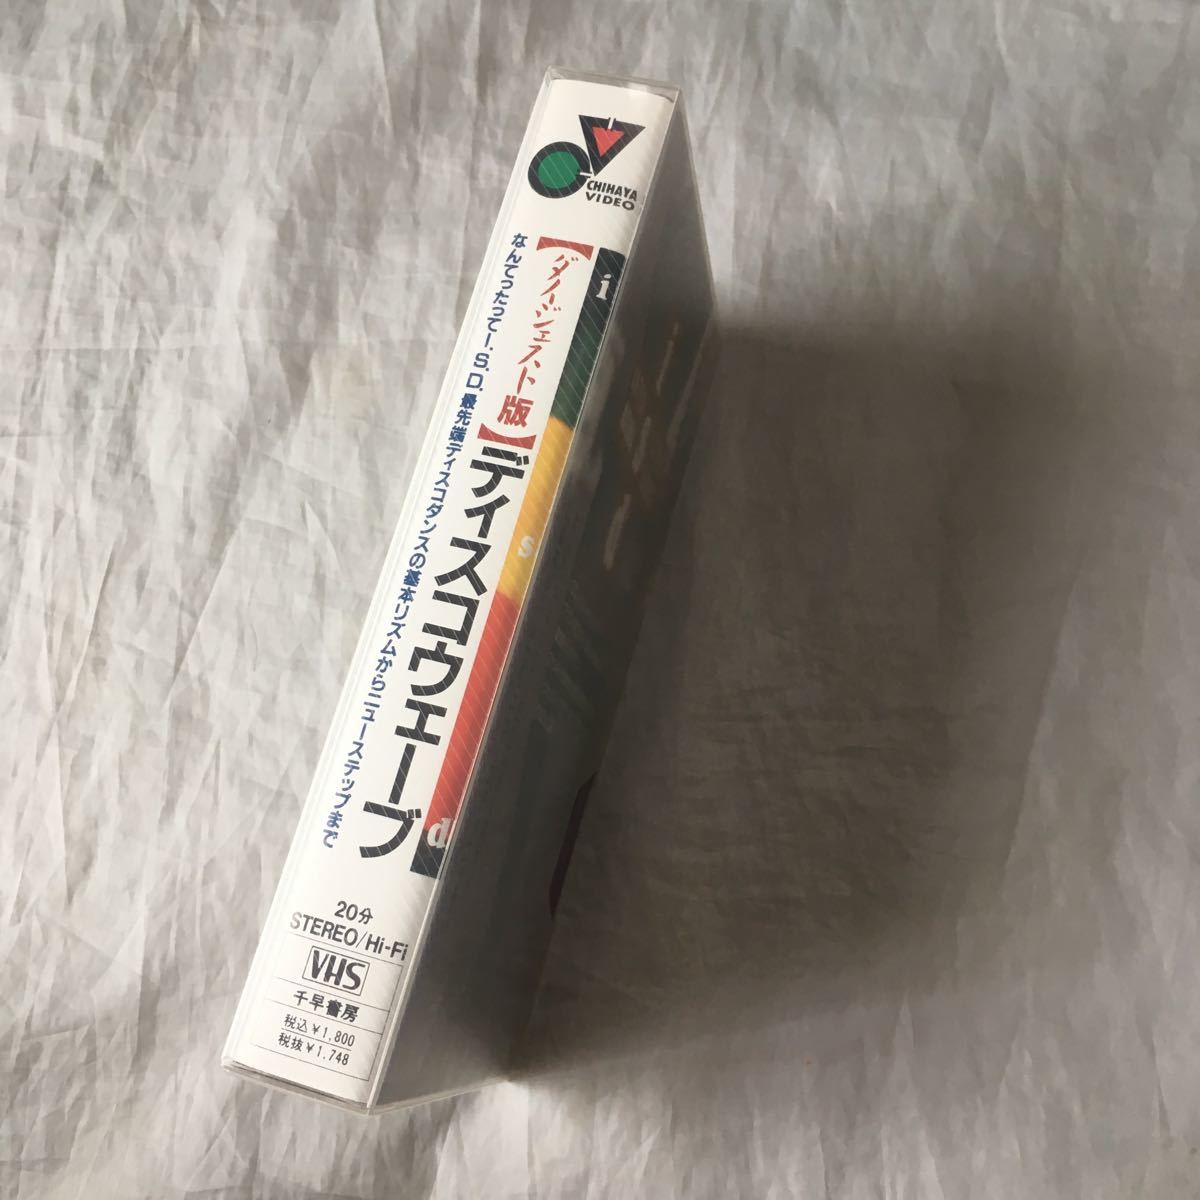 CHIHAYA
VIDEO
i
s
d
【ダイジェスト版】ディスコウェーブ
なんてったってI.S.D.最先端ディスコダンスの基本リズムからニューステップまで
20分
STEREO/Hi-Fi
VHS
千早書房
税込￥1,800
税抜￥1,748